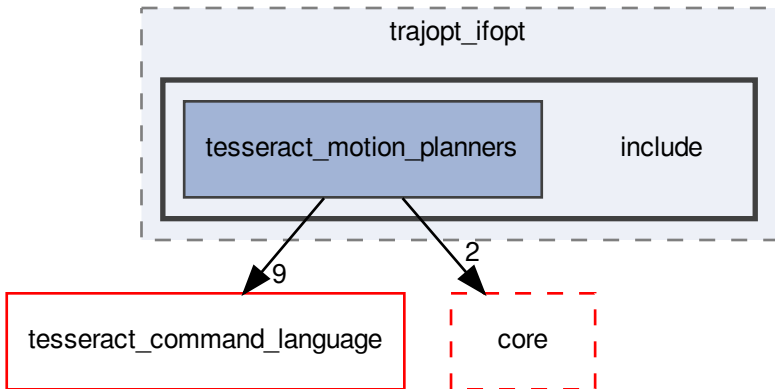 trajopt_ifopt
tesseract_motion_planners
include
9
2
tesseract_command_language
core